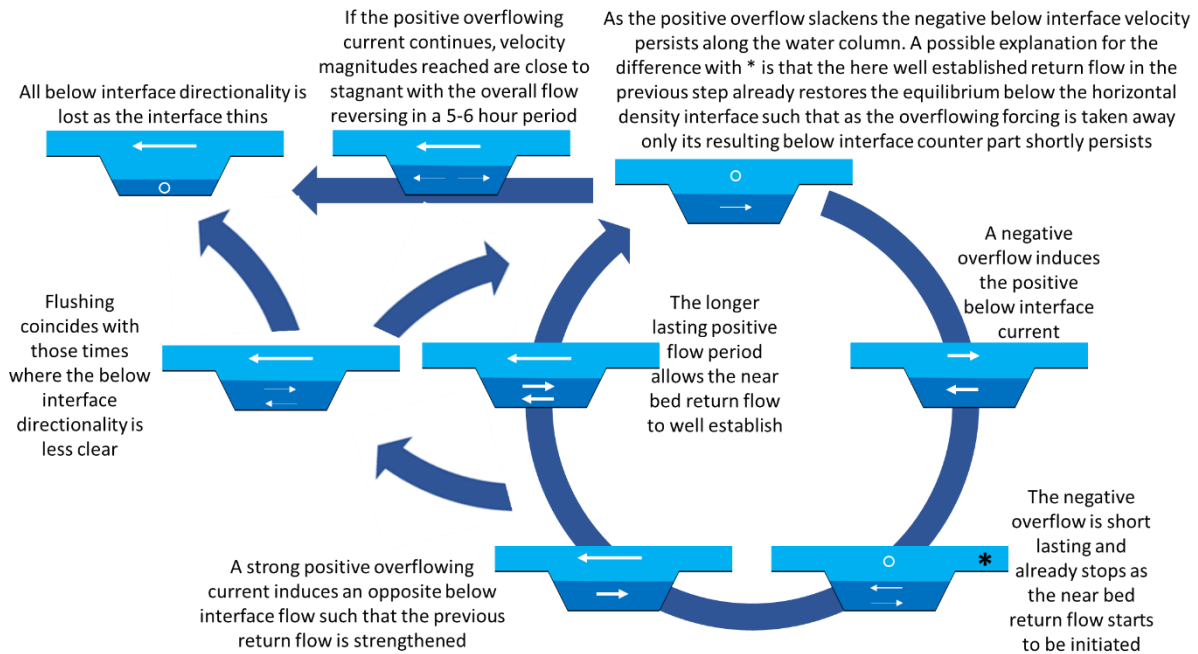 If the positive overflowing
current continues, velocity
magnitudes reached are close to
stagnant with the overall flow
reversing in a 5-6 hour period
As the positive overflow slackens the negative below interface velocity
persists along the water column. A possible explanation for the
difference with * is that the here well established return flow in the
previous step already restores the equilibrium below the horizontal
density interface such that as the overflowing forcing is taken away
only its resulting below interface counter part shortly persists
All below interface directionality is
lost as the interface thins
A negative
overflow induces
the positive
below interface
current
Flushing
coincides with
those times
where the below
interface
directionality is
less clear
The longer
lasting positive
flow period
allows the near
bed return flow
to well establish
The negative
overflow is short
lasting and
already stops as
the near bed
return flow starts
to be initiated
*
A strong positive overflowing
current induces an opposite below
interface flow such that the previous
return flow is strengthened